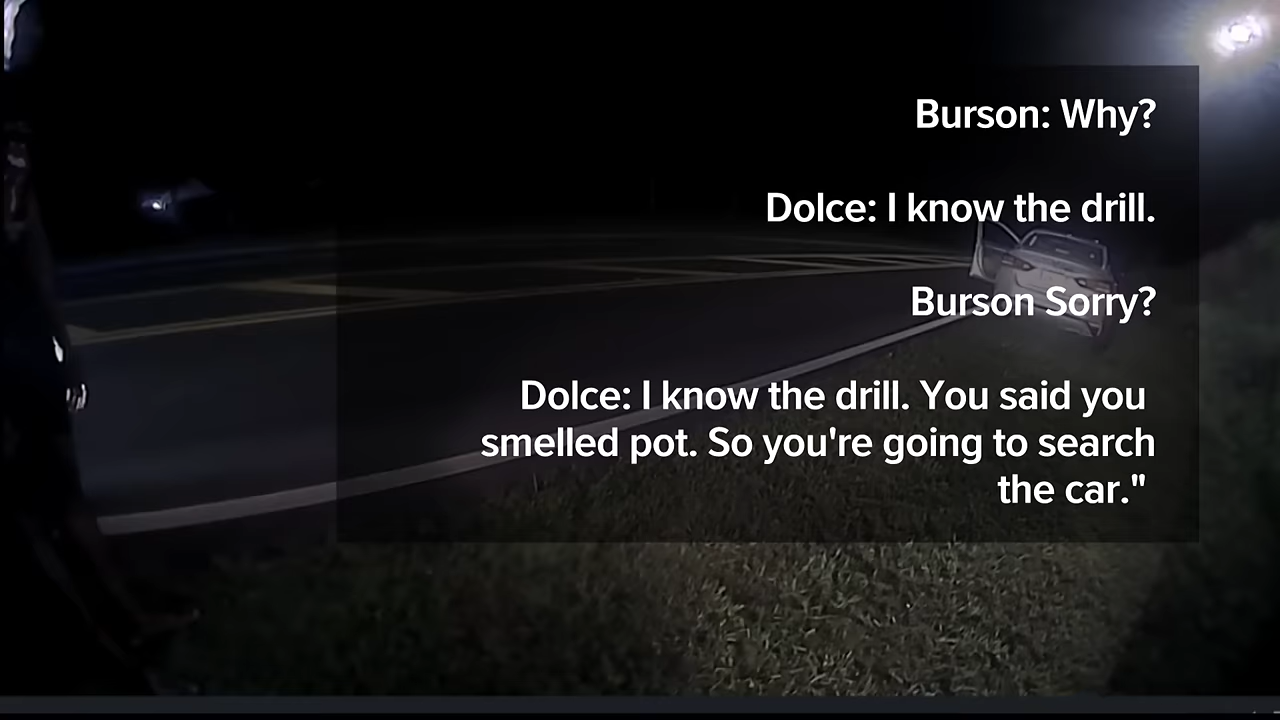 Burson: Why?
Dolce: I know the drill.
Burson Sorry?
Dolce: I know the drill. You said you
smelled pot. So you're going to search
the car."